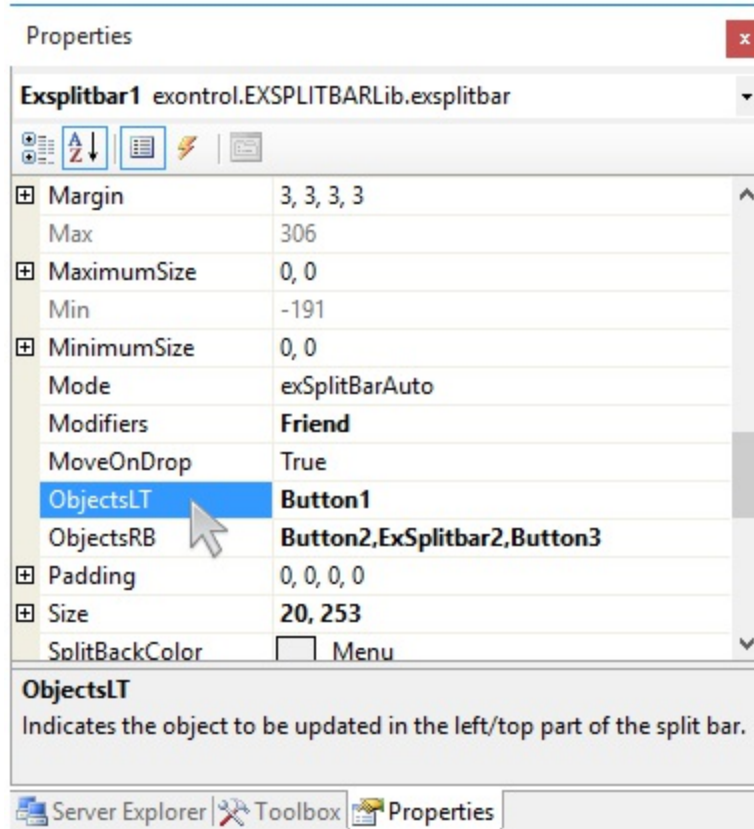 Properties
x
Exsplitbar1 exontrol.EXSPLITBARLib.exsplitbar
A
Z
Margin 3, 3, 3, 3
Max 306
MaximumSize 0, 0
Min -191
MinimumSize 0, 0
Mode exSplitBarAuto
Modifiers Friend
MoveOnDrop True
ObjectsLT Button1
ObjectsRB Button2,ExSplitbar2,Button3
Padding 0, 0, 0, 0
Size 20, 253
SplitBackColor Menu
ObjectsLT
Indicates the object to be updated in the left/top part of the split bar.
Server Explorer Toolbox Properties